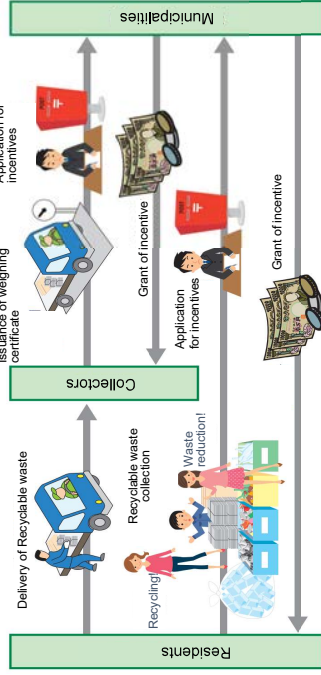 Residents
Delivery of Recyclable waste
Recyclable waste
collection
Recycling!
Waste
reduction!
Collectors
Issuance of weighing
certificate
Application for
incentives
Grant of incentive
Application
for incentives
Grant of incentive
Municipalities